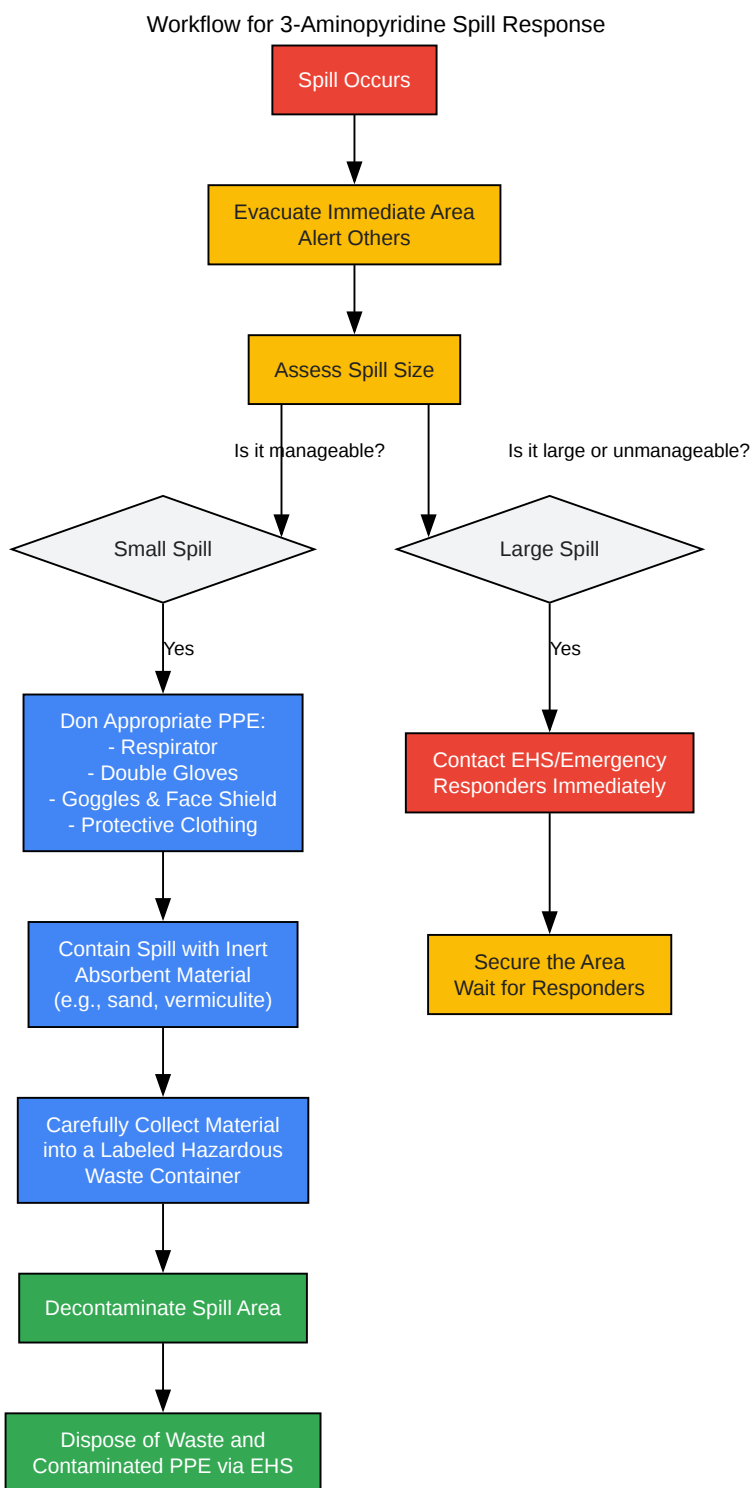 Workflow for 3-Aminopyridine Spill Response
Spill Occurs
Evacuate Immediate Area
Alert Others
Assess Spill Size
Is it manageable?
Is it large or unmanageable?
Small Spill
Large Spill
Yes
Yes
Don Appropriate PPE:
- Respirator
- Double Gloves
- Goggles & Face Shield
- Protective Clothing
Contact EHS/Emergency
Responders Immediately
Contain Spill with Inert
Absorbent Material
(e.g., sand, vermiculite)
Secure the Area
Wait for Responders
Carefully Collect Material
into a Labeled Hazardous
Waste Container
Decontaminate Spill Area
Dispose of Waste and
Contaminated PPE via EHS